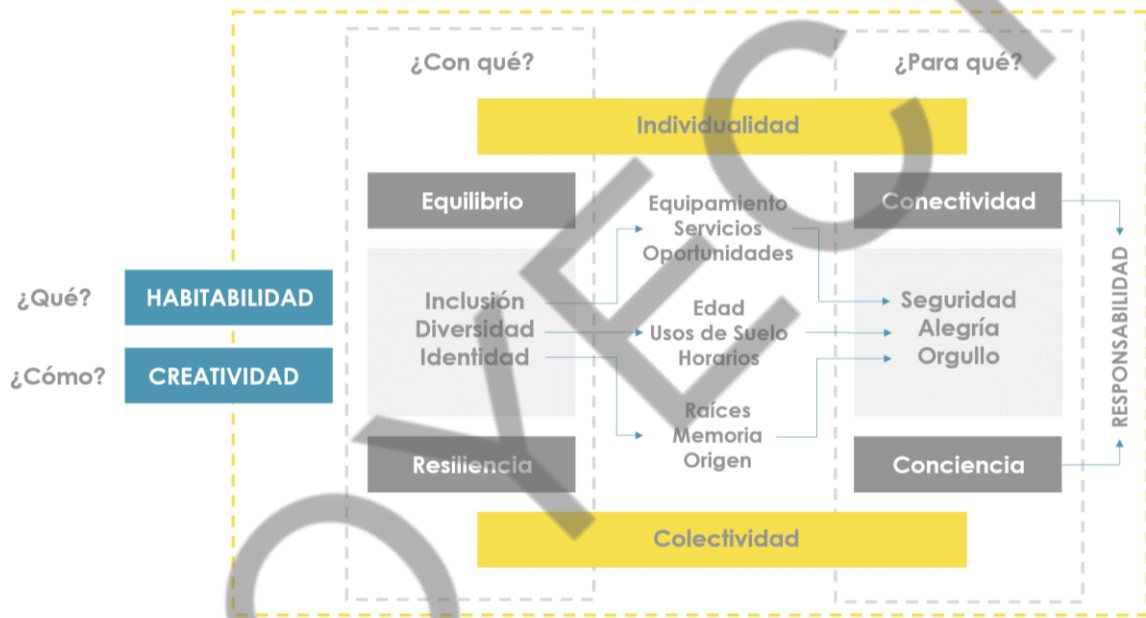 ¿Con qué?
¿Para qué?
Individualidad
Equilibrio
Conectividad
Equipamiento
Servicios
Oportunidades
¿Qué?
HABITABILIDAD
Inclusión
Diversidad
Identidad
Edad
Usos de Suelo
Horarios
Seguridad
Alegría
Orgullo
RESPONSABILIDAD
¿Cómo?
CREATIVIDAD
Raíces
Memoria
Origen
Resiliencia
Conciencia
Colectividad
OYECT